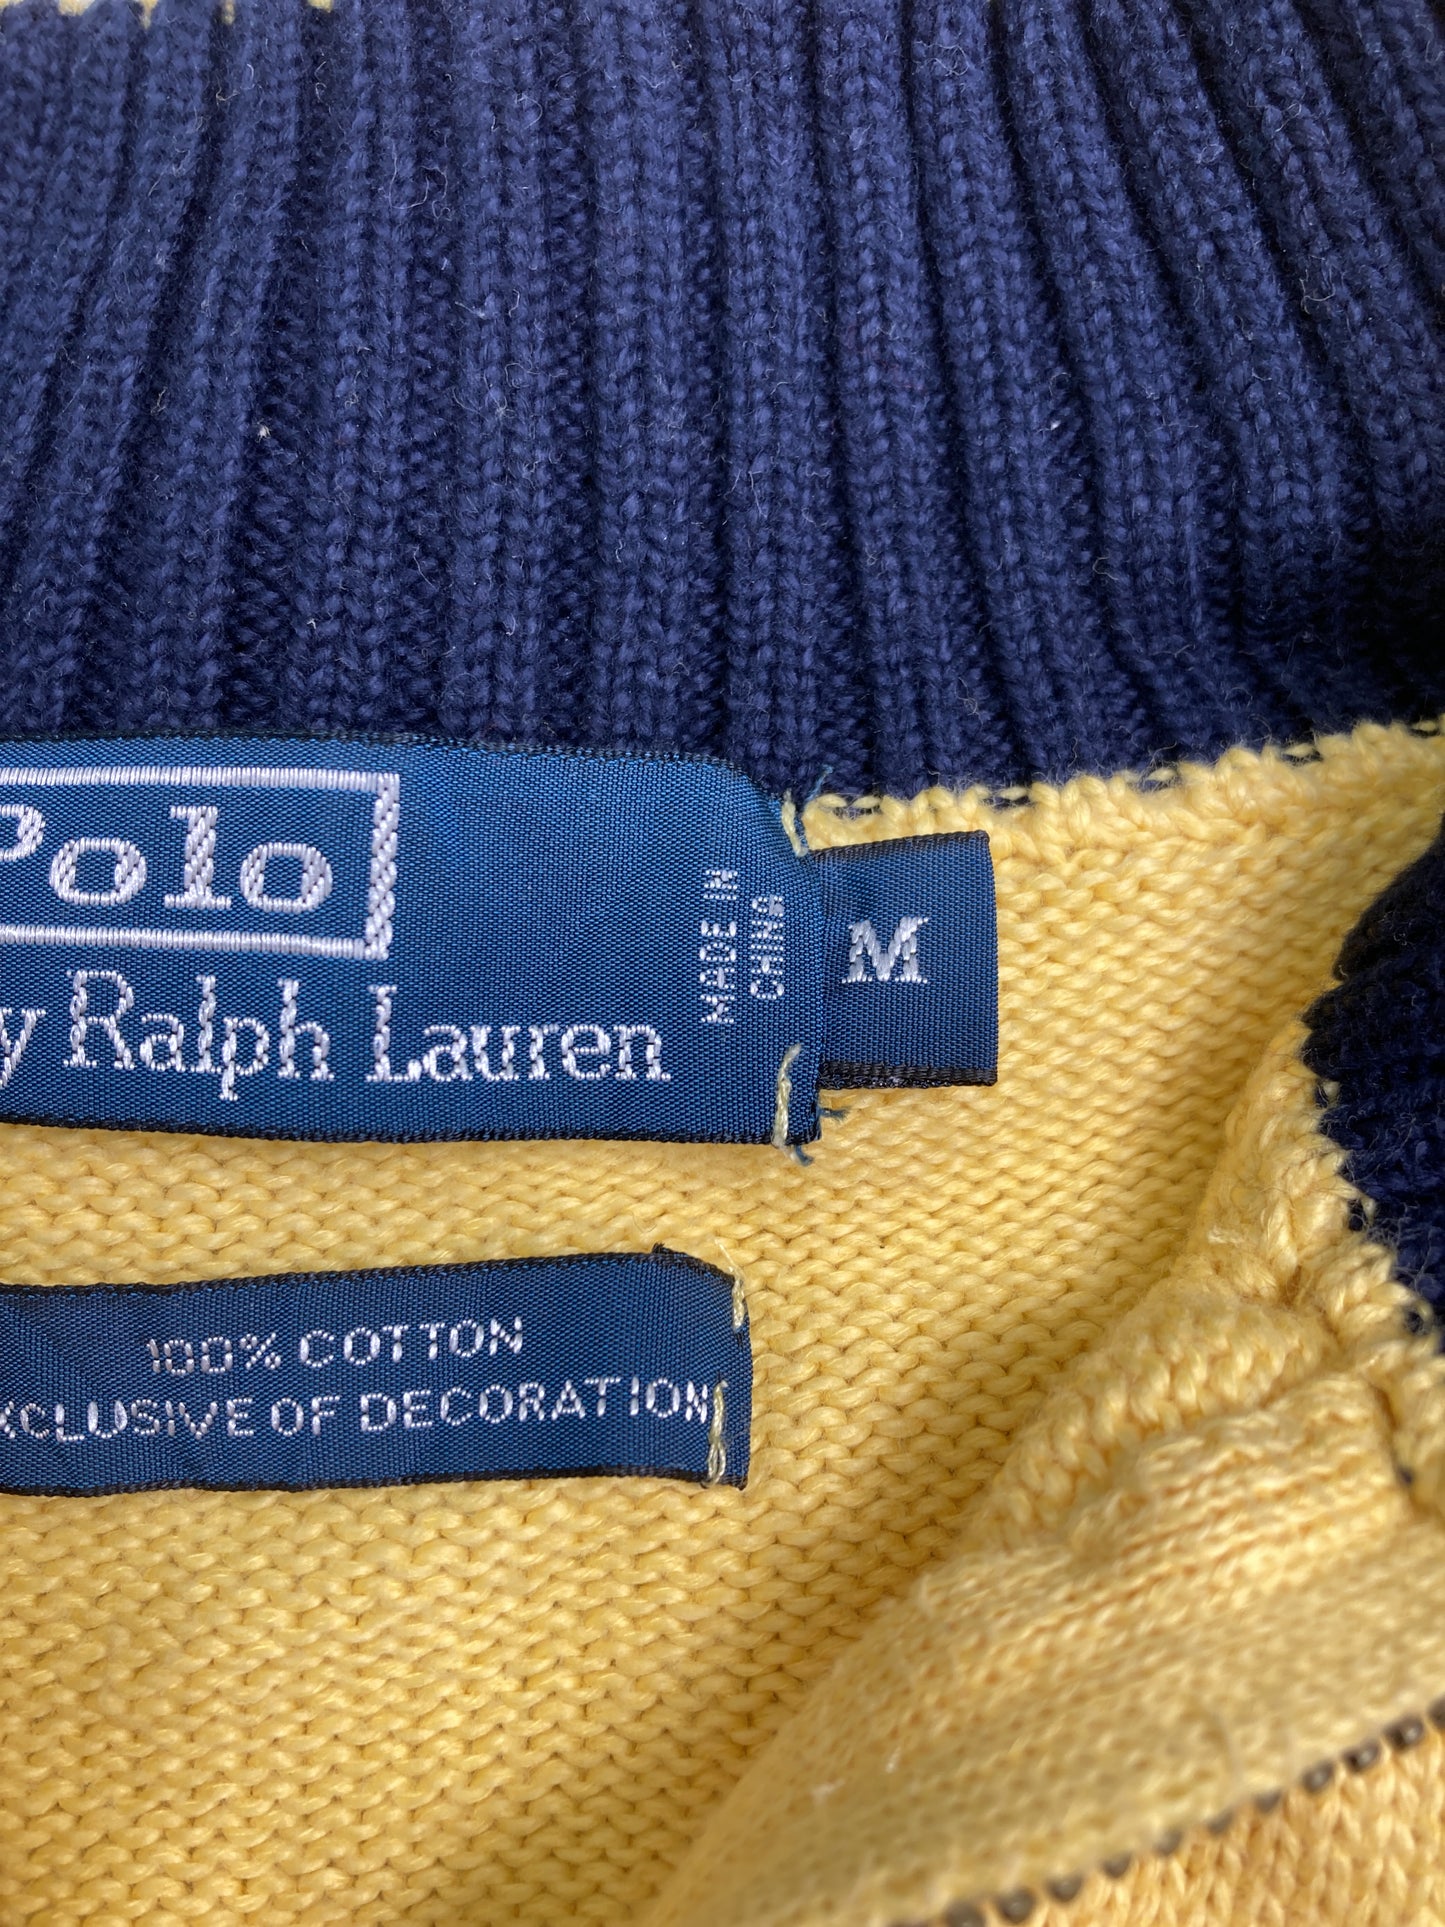 Polo
y Ralph Lauren
MADE IN
CHINA
M
100% COTTON
XCLUSIVE OF DECORATION